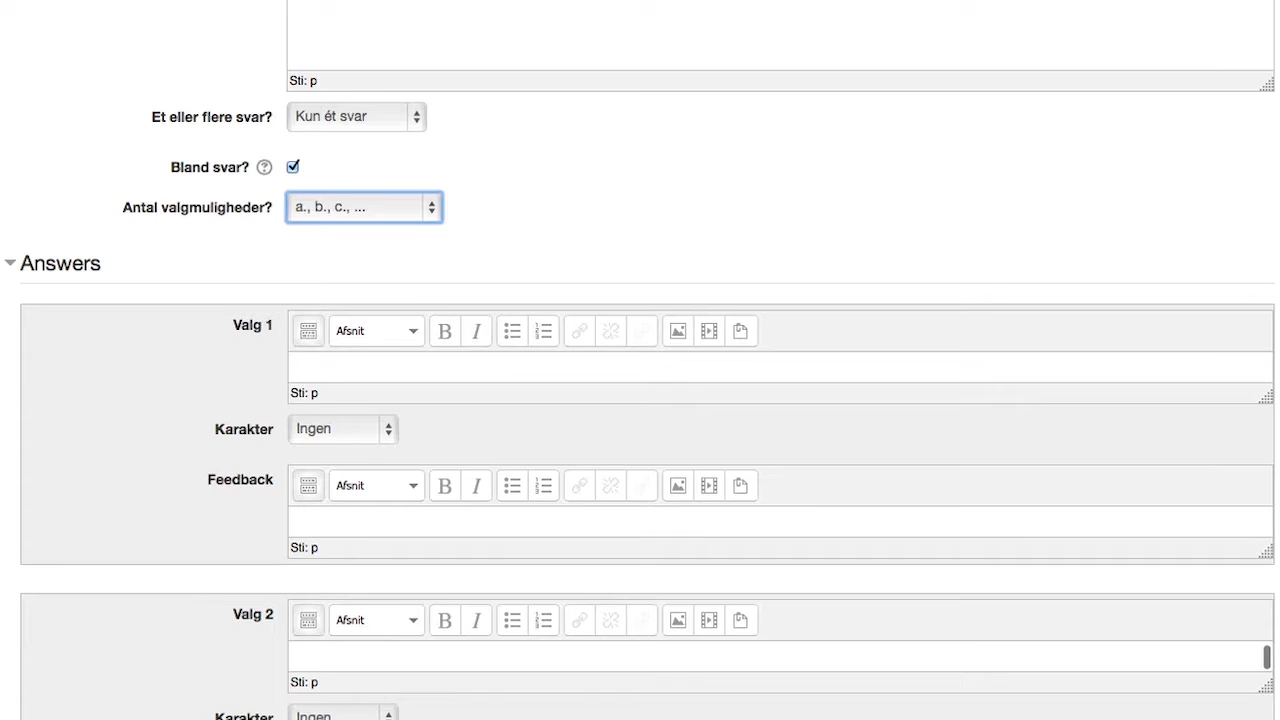 Sti: p
Et eller flere svar? Kun ét svar
Bland svar? ?
Antal valgmuligheder? a., b., c., ...
Answers
Valg 1 Afsnit B I
Sti: p
Karakter Ingen
Feedback Afsnit B I
Sti: p
Valg 2 Afsnit B I
Sti: p
Karakter Ingen